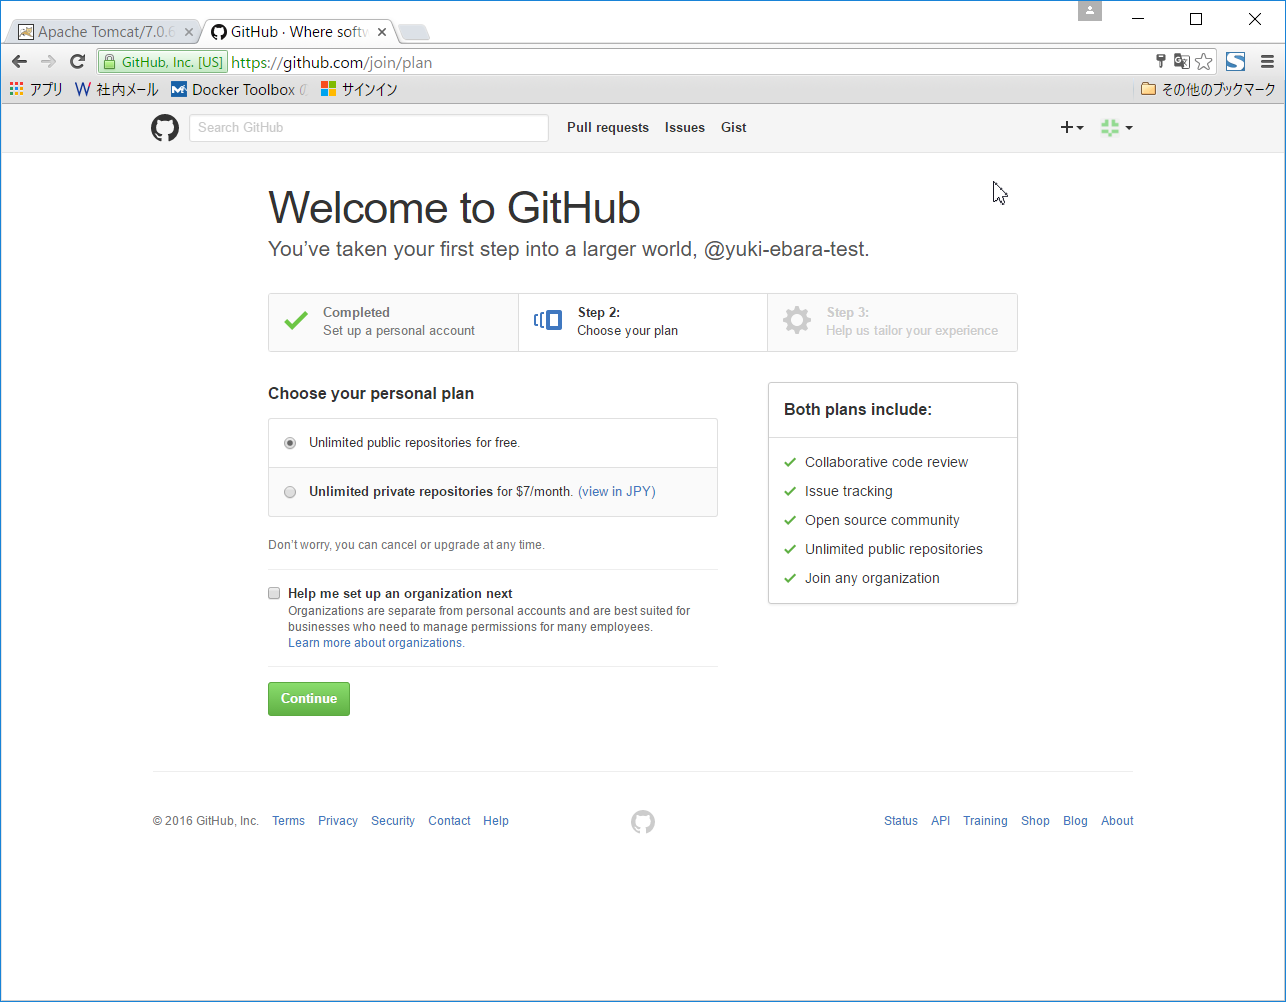 Apache Tomcat/7.0.6
GitHub · Where softw
GitHub, Inc. [US] https://github.com/join/plan
アプリ 社内メール Docker Toolbox サインイン その他のブックマーク
Search GitHub Pull requests Issues Gist
Welcome to GitHub
You’ve taken your first step into a larger world, @yuki-ebara-test.
Completed
Set up a personal account
Step 2:
Choose your plan
Step 3:
Help us tailor your experience
Choose your personal plan
Unlimited public repositories for free.
Unlimited private repositories for $7/month. (view in JPY)
Don’t worry, you can cancel or upgrade at any time.
Help me set up an organization next
Organizations are separate from personal accounts and are best suited for
businesses who need to manage permissions for many employees.
Learn more about organizations.
Continue
Both plans include:
Collaborative code review
Issue tracking
Open source community
Unlimited public repositories
Join any organization
© 2016 GitHub, Inc. Terms Privacy Security Contact Help
Status API Training Shop Blog About